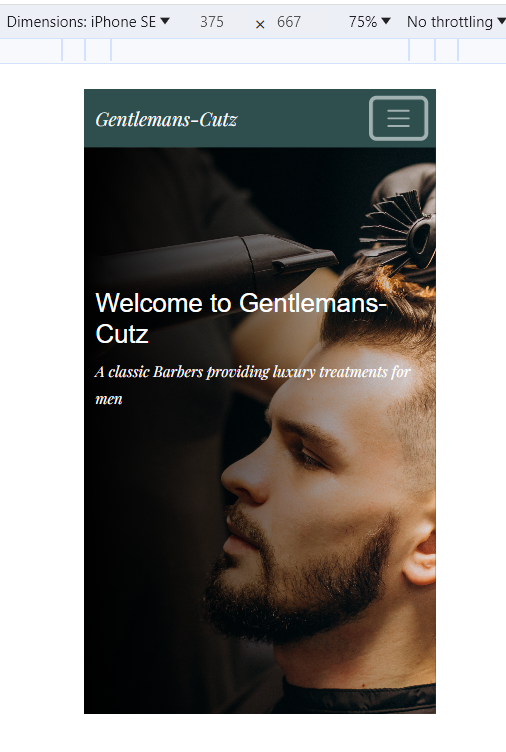 Dimensions: iPhone SE ▼ 375 × 667 75% ▼ No throttling ▼
Gentlemans-Cutz
Welcome to Gentlemans-
Cutz
A classic Barbers providing luxury treatments for
men